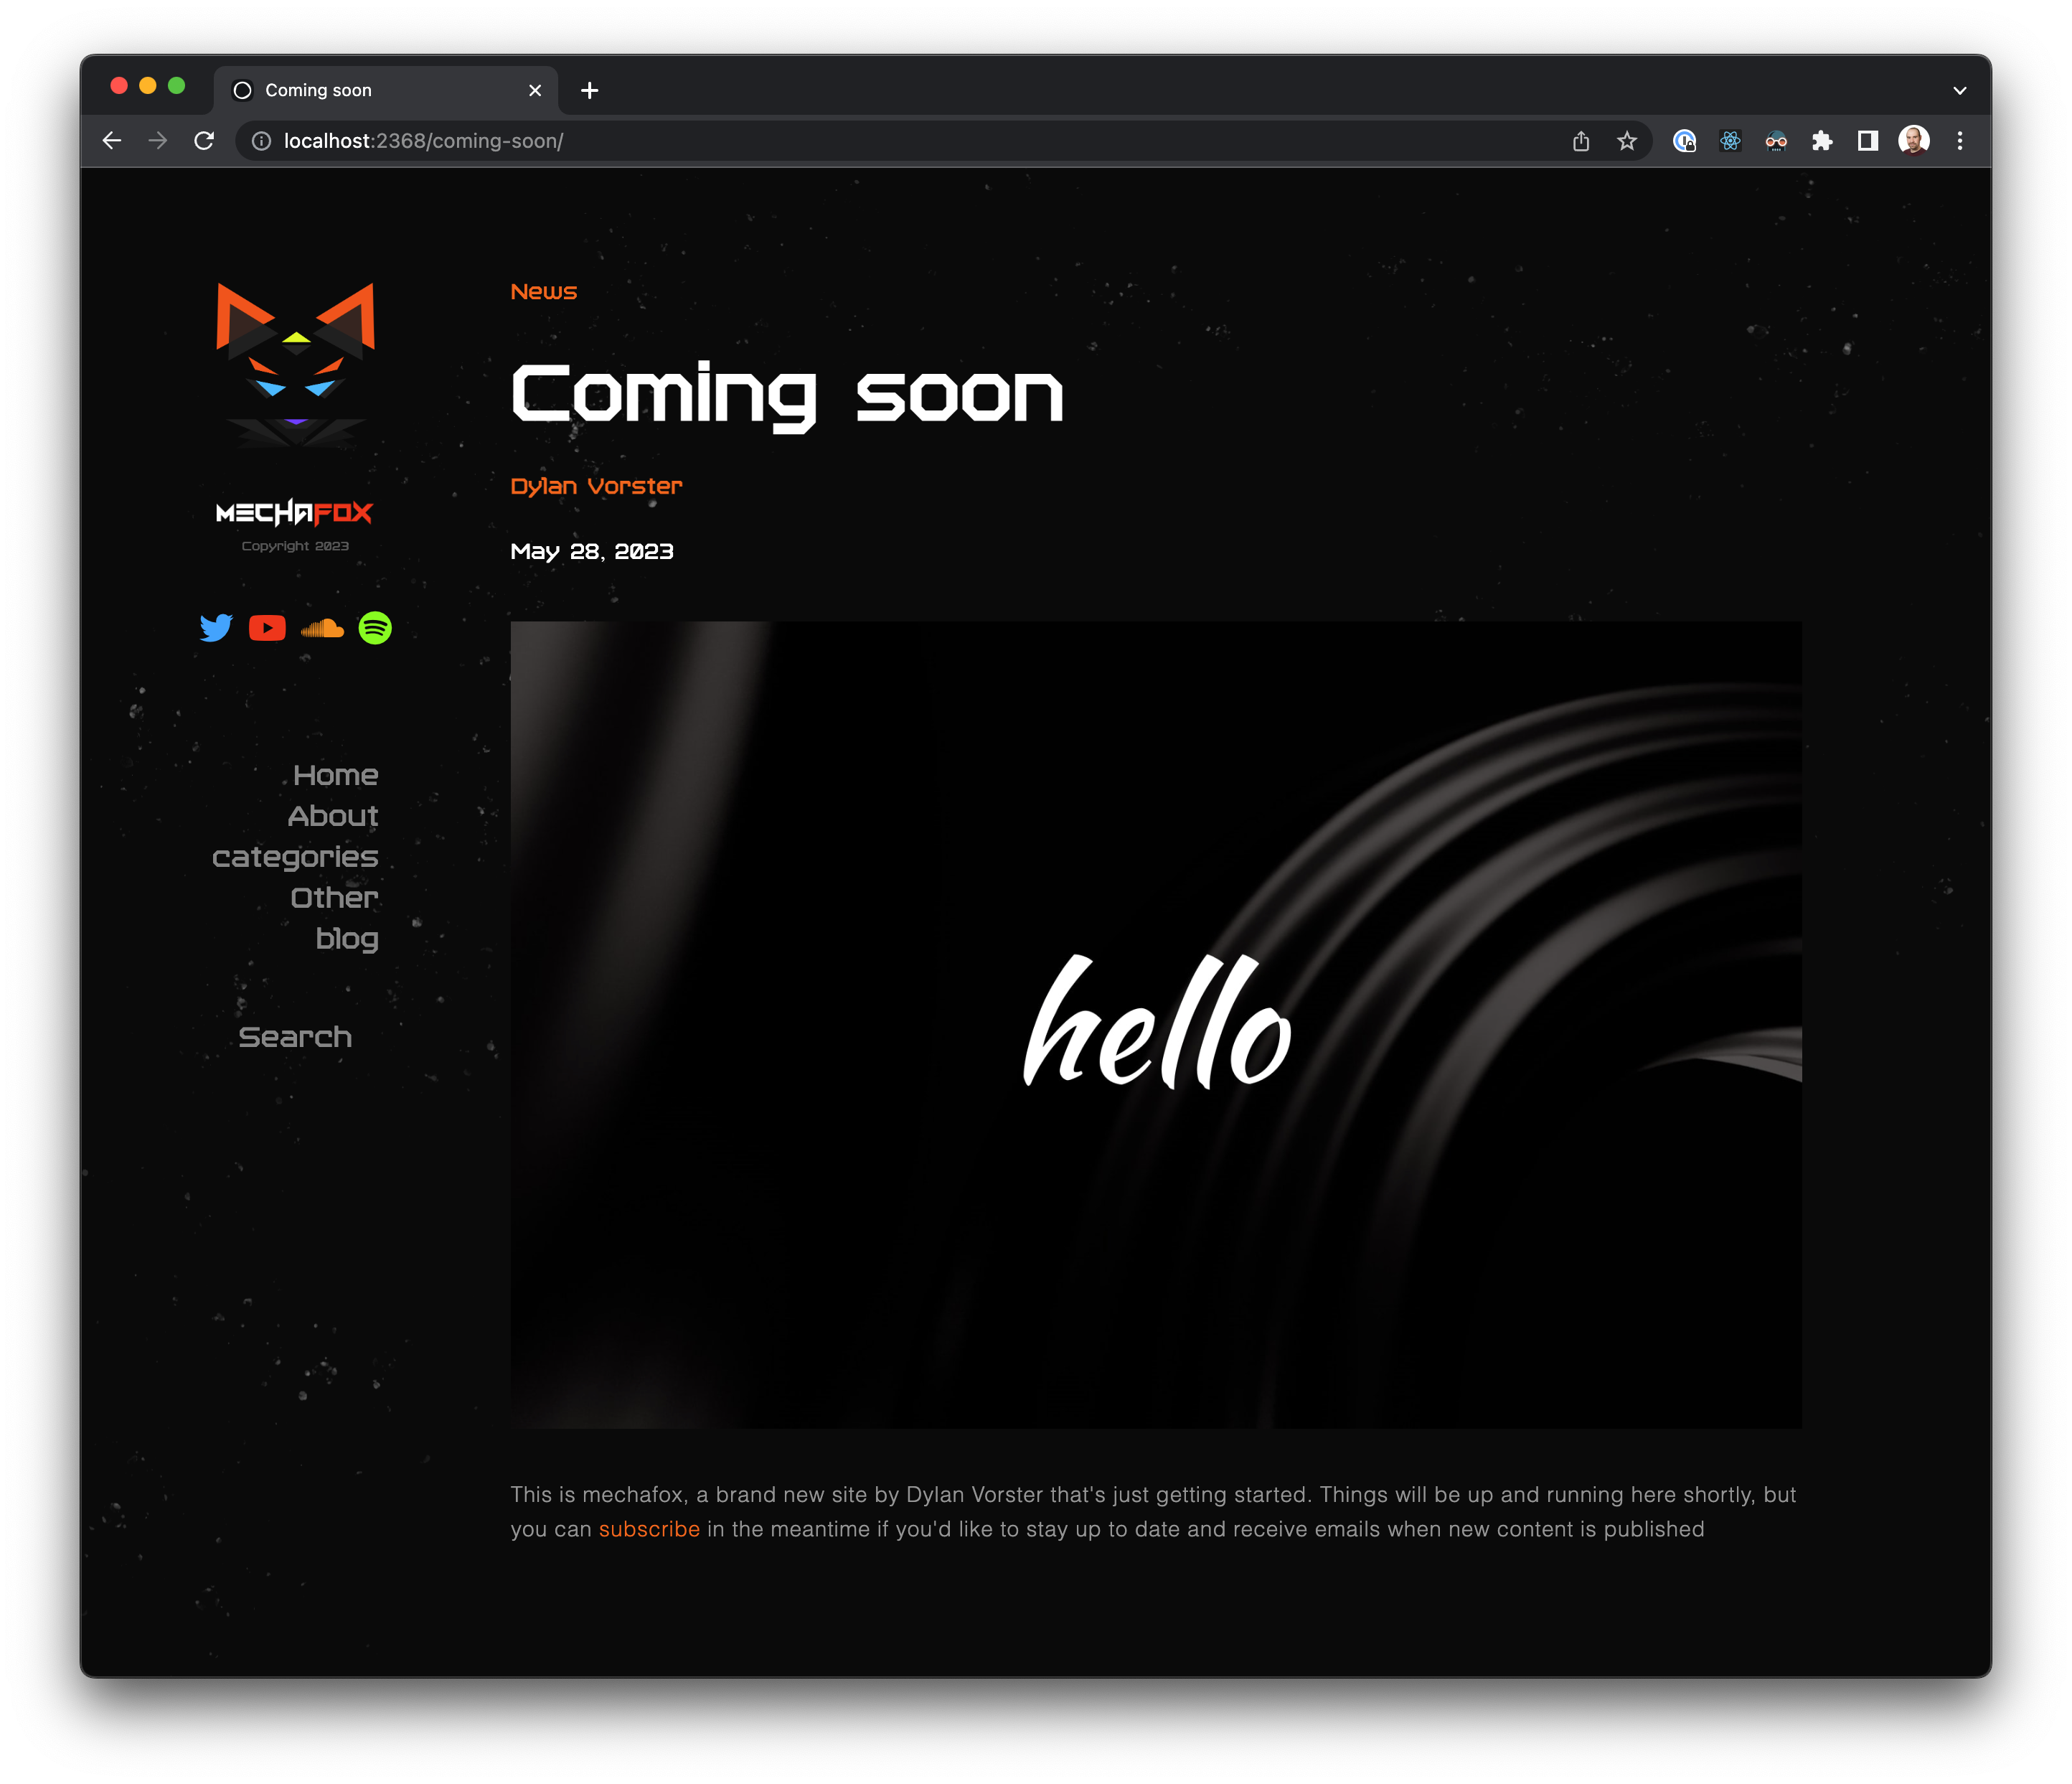 Coming soon
localhost:2368/coming-soon/
MECHAFOX
Copyright 2023
Home
About
categories
Other
blog
Search
News
Coming soon
Dylan Vorster
May 28, 2023
hello
This is mechafox, a brand new site by Dylan Vorster that's just getting started. Things will be up and running here shortly, but
you can subscribe in the meantime if you'd like to stay up to date and receive emails when new content is published